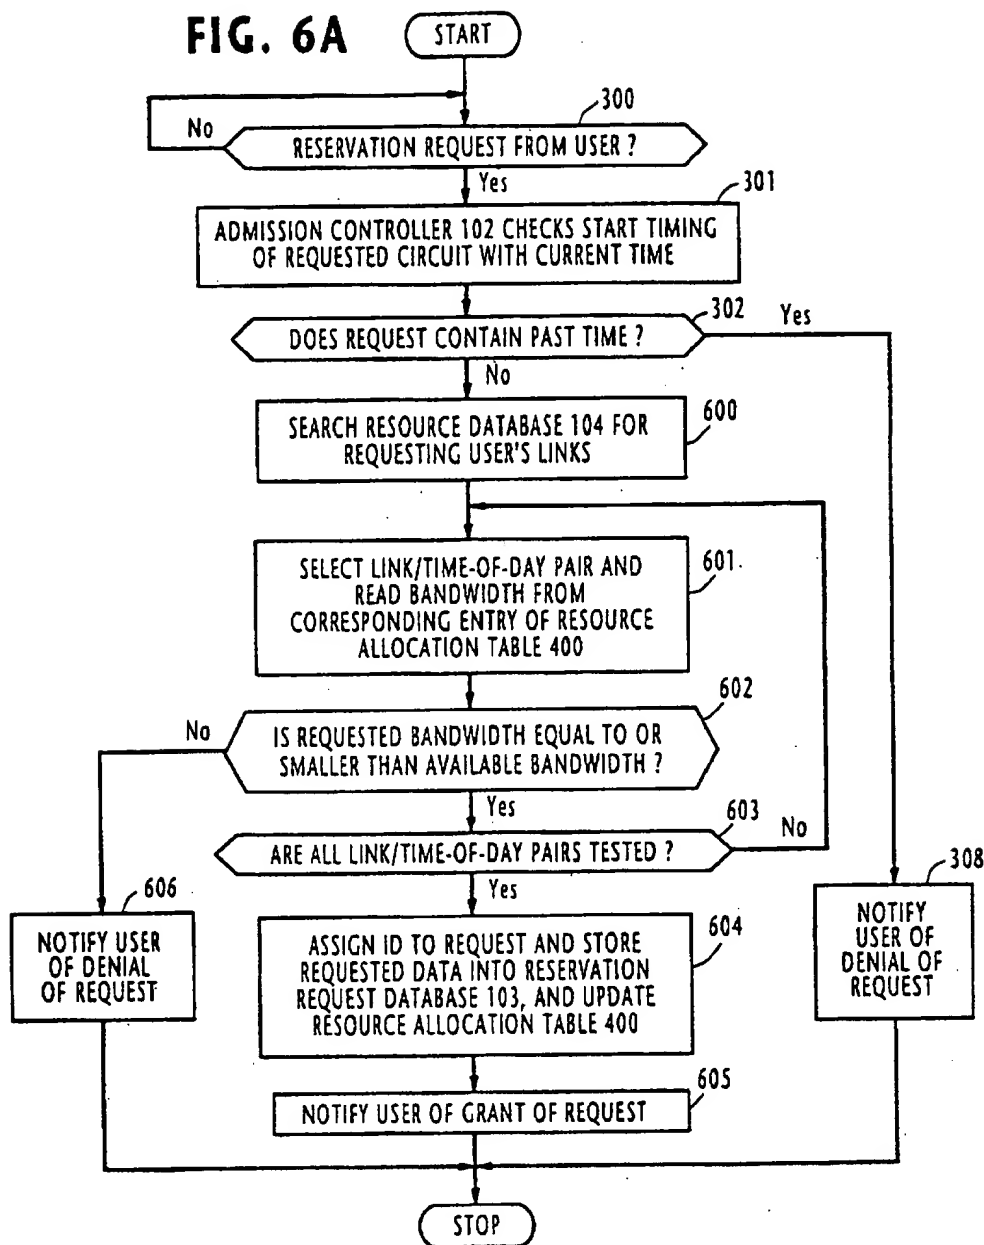 FIG. 6A
START
300
No
RESERVATION REQUEST FROM USER ?
Yes
301
ADMISSION CONTROLLER 102 CHECKS START TIMING
OF REQUESTED CIRCUIT WITH CURRENT TIME
302
Yes
DOES REQUEST CONTAIN PAST TIME ?
No
600
SEARCH RESOURCE DATABASE 104 FOR
REQUESTING USER'S LINKS
601
SELECT LINK/TIME-OF-DAY PAIR AND
READ BANDWIDTH FROM
CORRESPONDING ENTRY OF RESOURCE
ALLOCATION TABLE 400
602
No
IS REQUESTED BANDWIDTH EQUAL TO OR
SMALLER THAN AVAILABLE BANDWIDTH ?
Yes
603
No
ARE ALL LINK/TIME-OF-DAY PAIRS TESTED ?
Yes
606
NOTIFY USER
OF DENIAL
OF REQUEST
604
ASSIGN ID TO REQUEST AND STORE
REQUESTED DATA INTO RESERVATION
REQUEST DATABASE 103, AND UPDATE
RESOURCE ALLOCATION TABLE 400
308
NOTIFY
USER OF
DENIAL OF
REQUEST
605
NOTIFY USER OF GRANT OF REQUEST
STOP